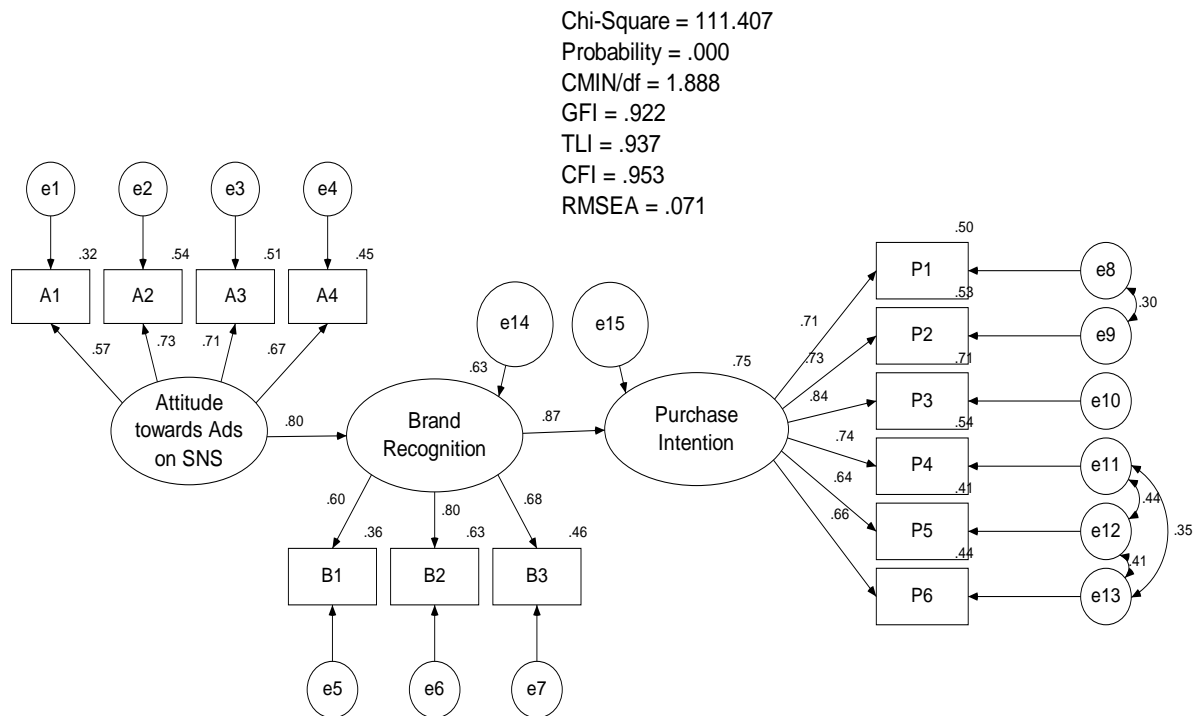 Chi-Square = 111.407
Probability = .000
CMIN/df = 1.888
GFI = .922
TLI = .937
CFI = .953
RMSEA = .071
e1
e2
e3
e4
.32
.54
.51
.45
A1
A2
A3
A4
.57
.73
.71
.67
Attitude
towards Ads
on SNS
.80
e14
.63
Brand
Recognition
.87
e15
.75
Purchase
Intention
.60
.80
.68
.36
.63
.46
B1
B2
B3
e5
e6
e7
.71
.73
.84
.74
.64
.66
.50
P1
e8
.30
.53
P2
e9
.71
P3
e10
.54
P4
e11
.44
.35
.41
P5
e12
.41
.44
P6
e13